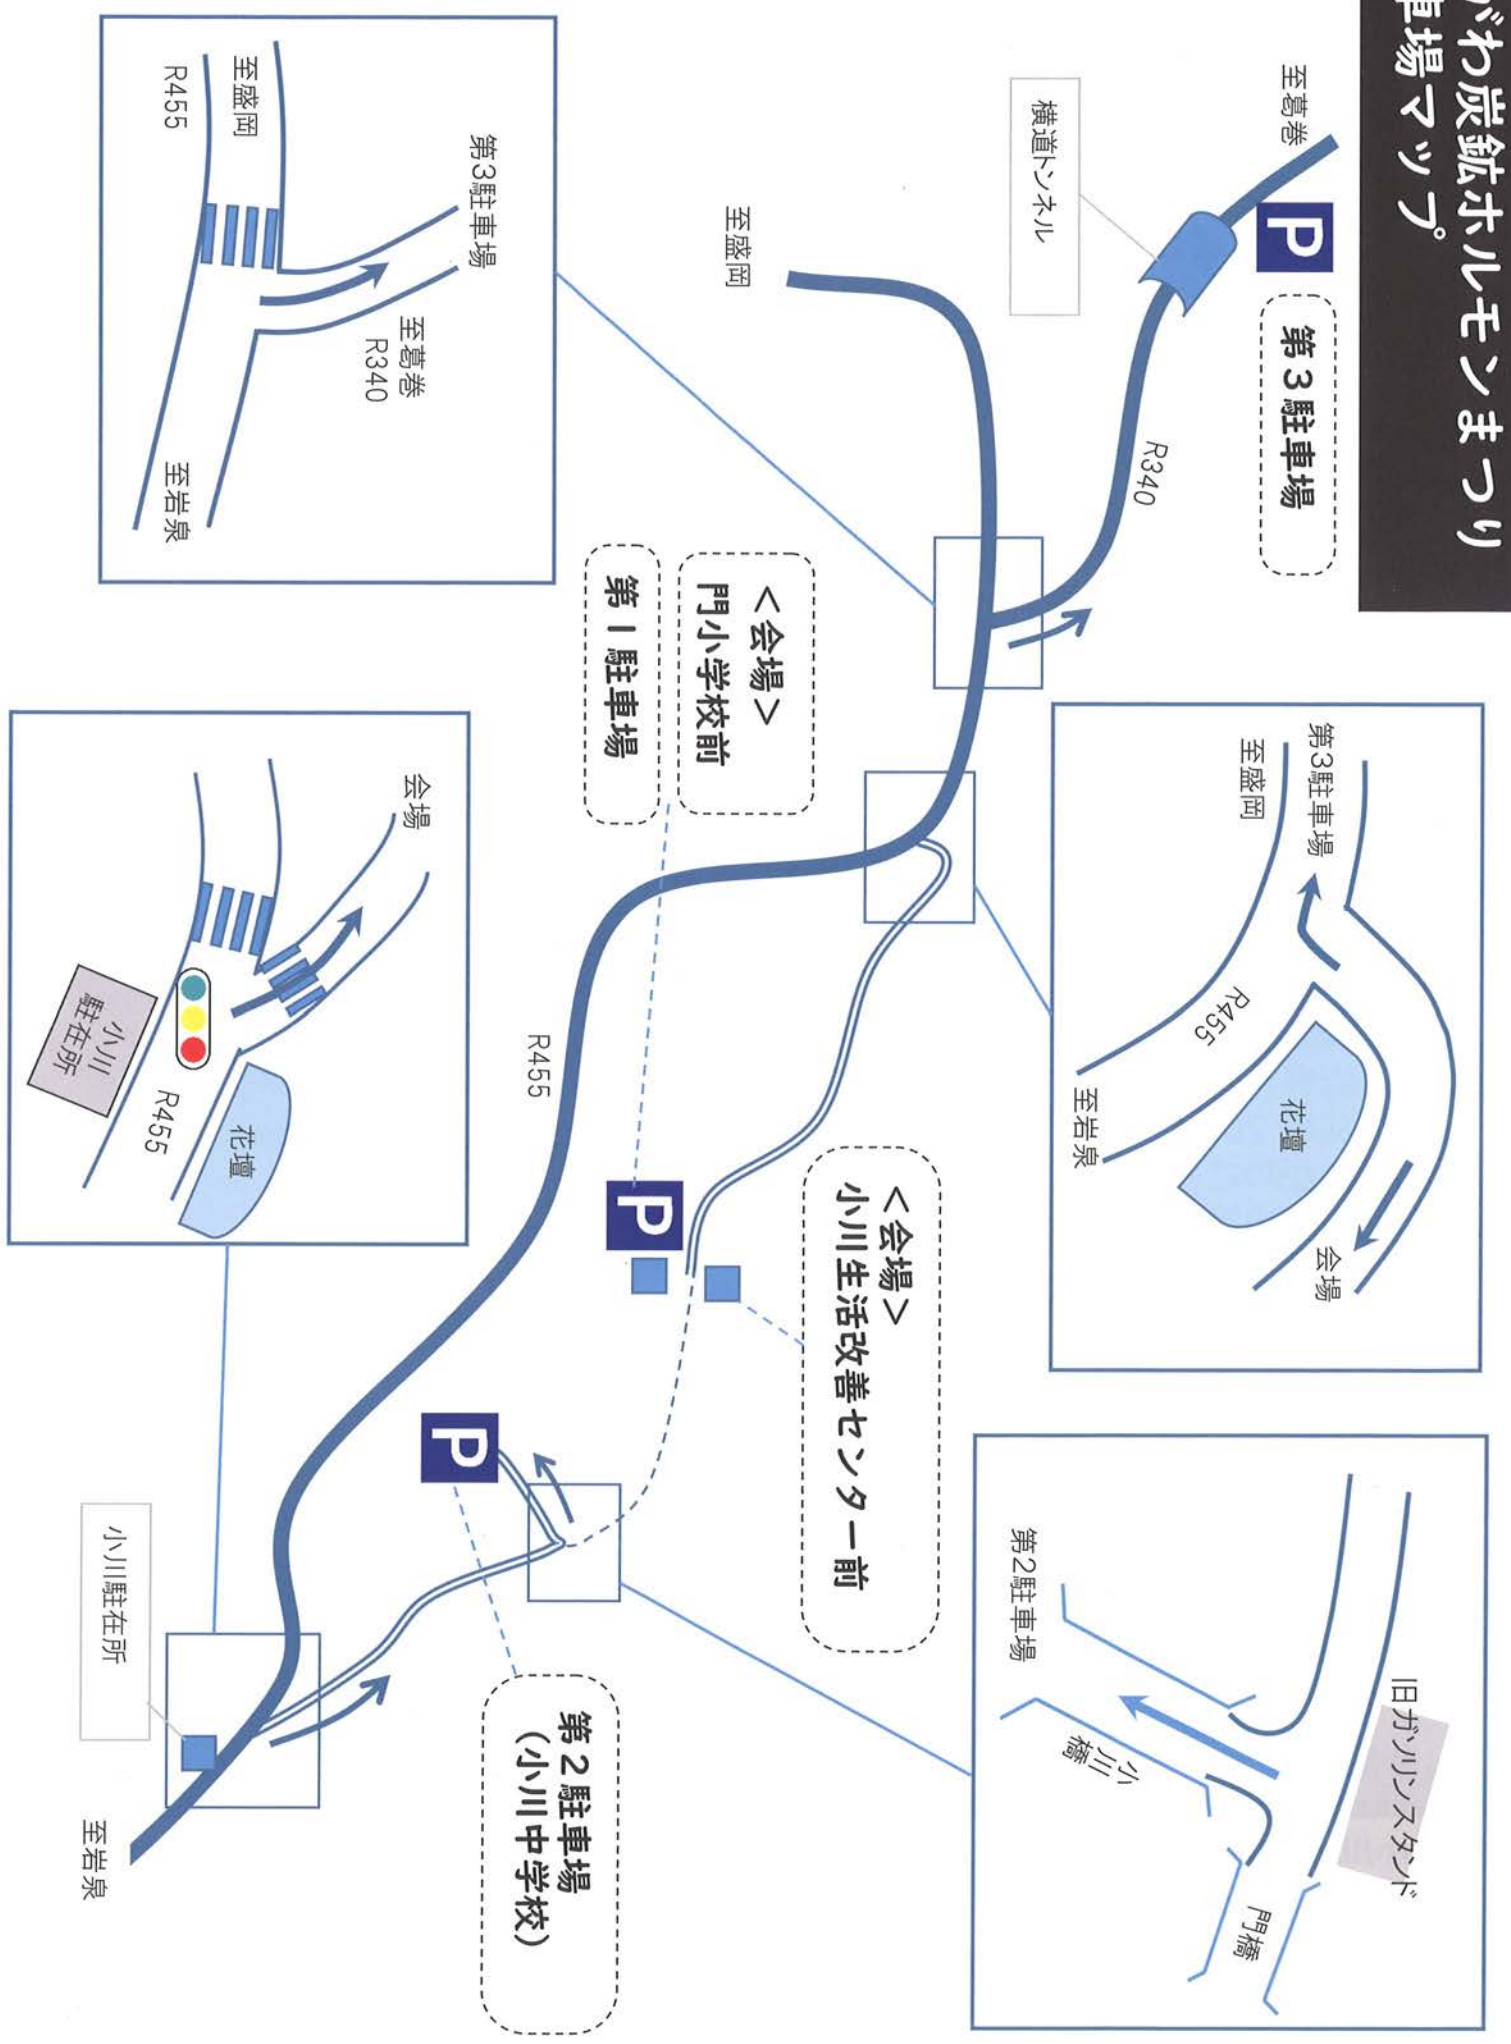 がわ炭鉱ホルモンまつり
車場マップ
至葛巻
第3駐車場
P
横道トンネル
R340
至盛岡
第3駐車場
至盛岡
R455
至岩泉
花壇
会場
旧ガソリンスタンド
第2駐車場
小川橋
門橋
第3駐車場
至盛岡
R455
至葛巻
R340
至岩泉
<会場>
門小学校前
第1駐車場
<会場>
小川生活改善センター前
P
R455
P
第2駐車場
(小川中学校)
会場
小川
駐在所
R455
花壇
小川駐在所
至岩泉